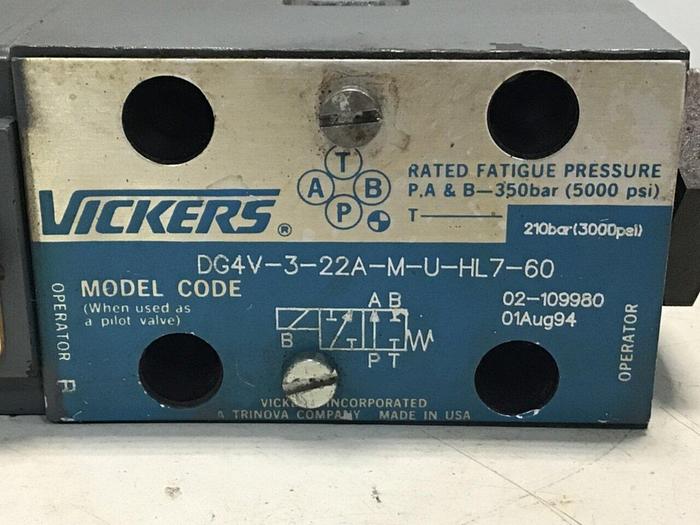 T
A B
P
RATED FATIGUE PRESSURE
P,A & B—350bar (5000 psi)
T
210bar(3000psi)
VICKERS®
DG4V-3-22A-M-U-HL7-60
MODEL CODE
(When used as
a pilot valve)
02-109980
01Aug94
A B
B
P T
OPERATOR
B
OPERATOR
INCORPORATED
A TRINOVA COMPANY MADE IN USA